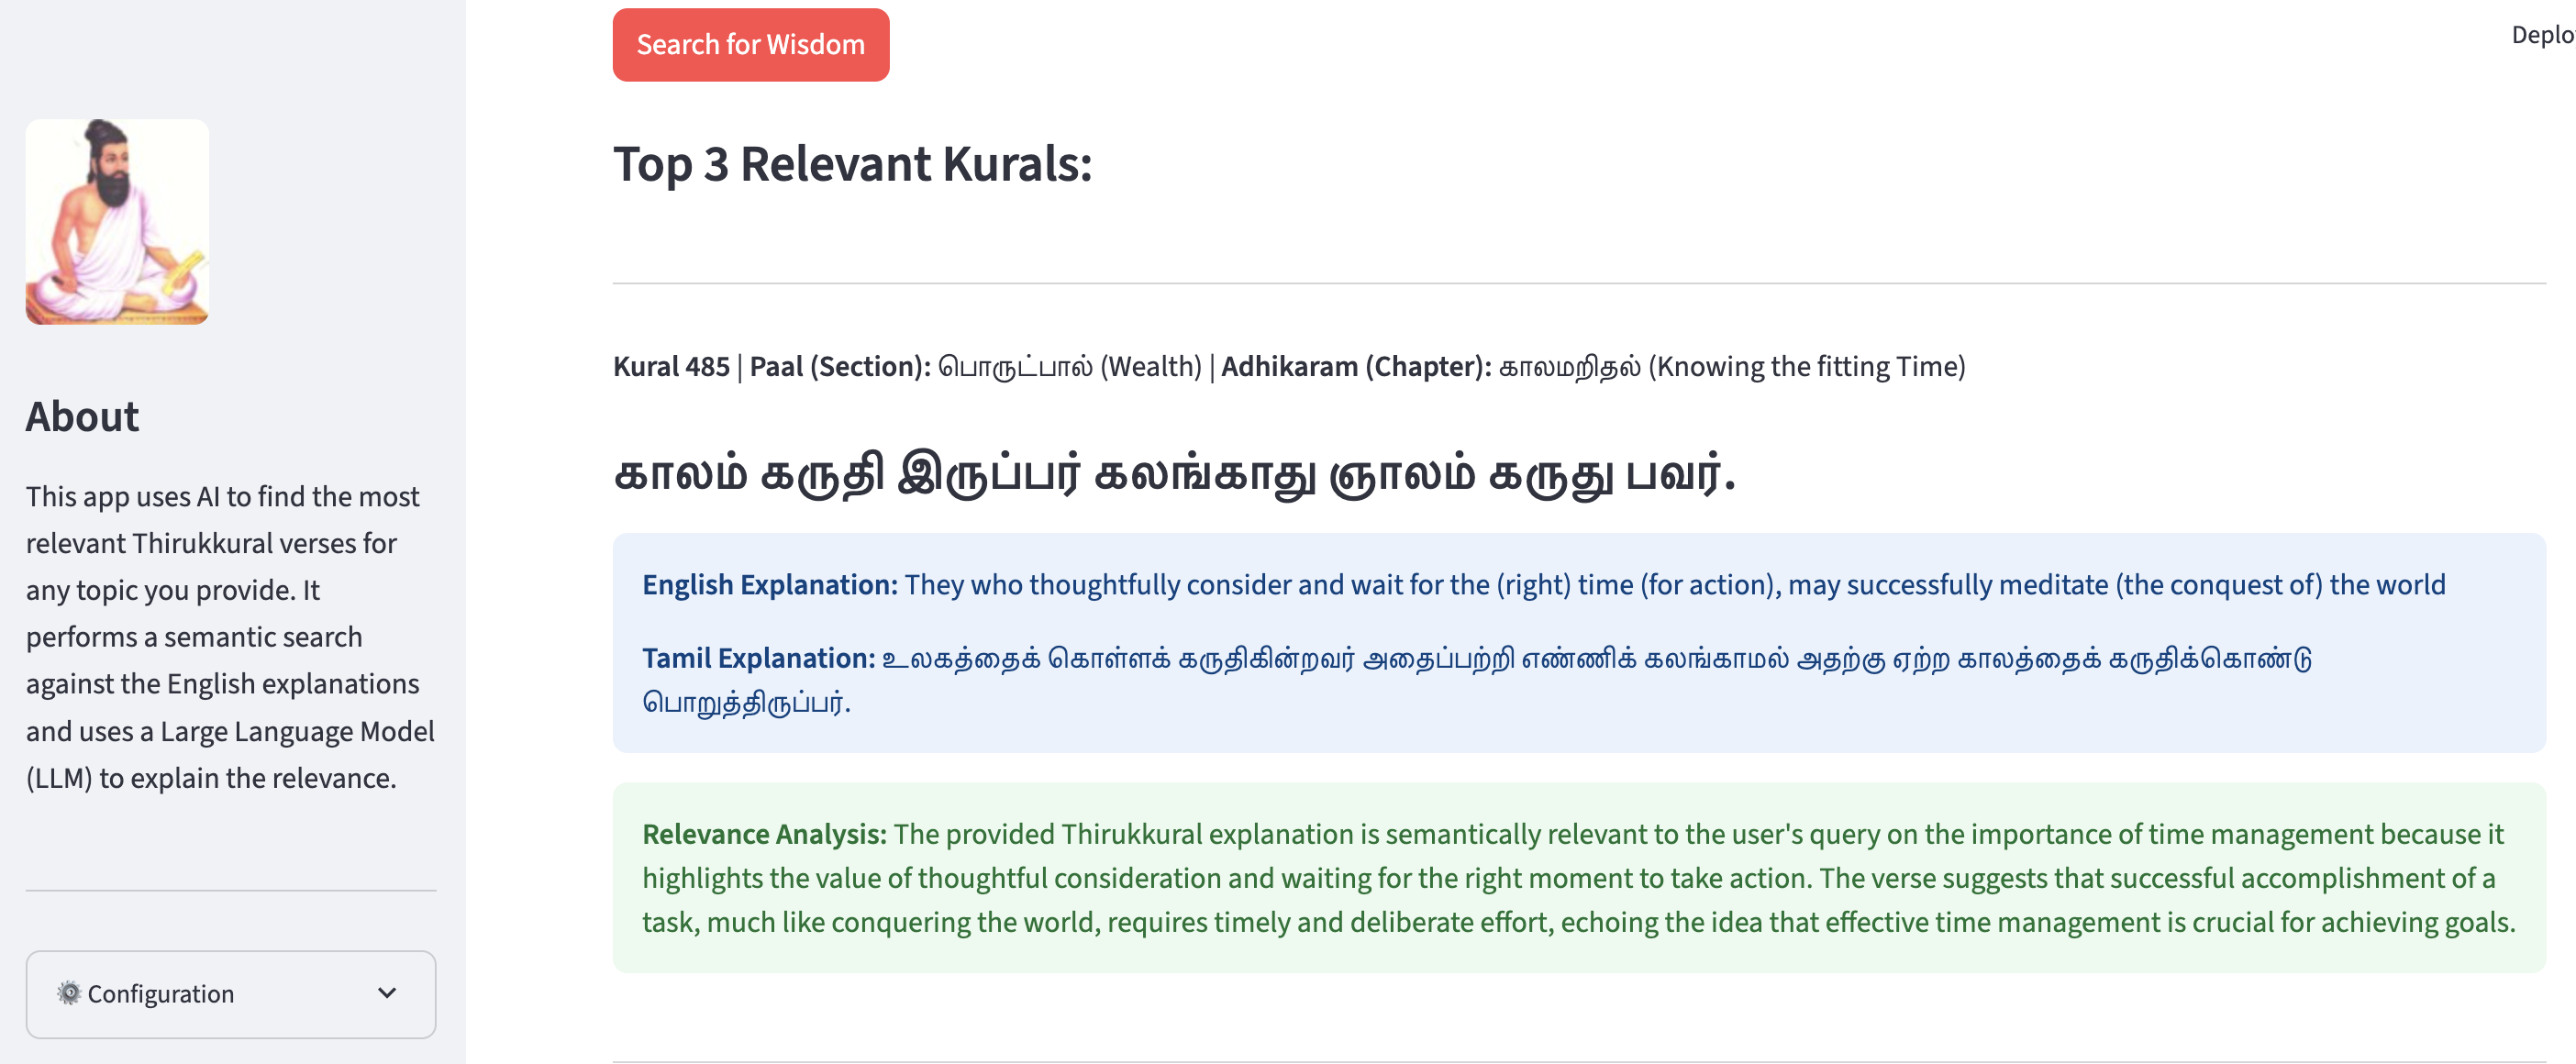 Search for Wisdom
Deplo
Top 3 Relevant Kurals:
About
This app uses AI to find the most
relevant Thirukkural verses for
any topic you provide. It
performs a semantic search
against the English explanations
and uses a Large Language Model
(LLM) to explain the relevance.
Configuration
Kural 485 | Paal (Section): பொருட்பால் (Wealth) | Adhikaram (Chapter): காலமறிதல் (Knowing the fitting Time)
காலம் கருதி இருப்பர் கலங்காது ஞாலம் கருது பவர்.
English Explanation: They who thoughtfully consider and wait for the (right) time (for action), may successfully meditate (the conquest of) the world
Tamil Explanation: உலகத்தைக் கொள்ளக் கருதிகின்றவர் அதைப்பற்றி எண்ணிக் கலங்காமல் அதற்கு ஏற்ற காலத்தைக் கருதிக்கொண்டு
பொறுத்திருப்பர்.
Relevance Analysis: The provided Thirukkural explanation is semantically relevant to the user's query on the importance of time management because it
highlights the value of thoughtful consideration and waiting for the right moment to take action. The verse suggests that successful accomplishment of a
task, much like conquering the world, requires timely and deliberate effort, echoing the idea that effective time management is crucial for achieving goals.